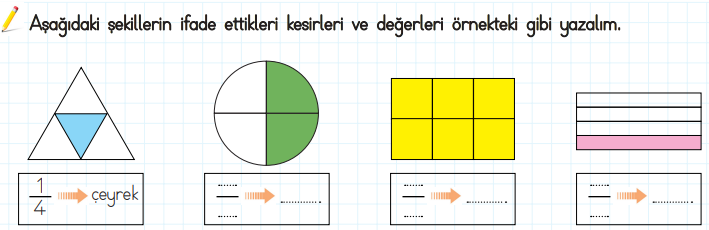 Aşağıdaki şekillerin ifade ettikleri kesirleri ve değerleri örnekteki gibi yazalım.
1
4
çeyrek